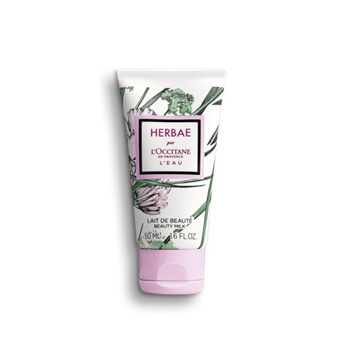 HERBAE
par
L'OCCITANE
EN PROVENCE
L'EAU
LAIT DE BEAUTÉ
BEAUTY MILK
50 ML - 1.6 FL.OZ.